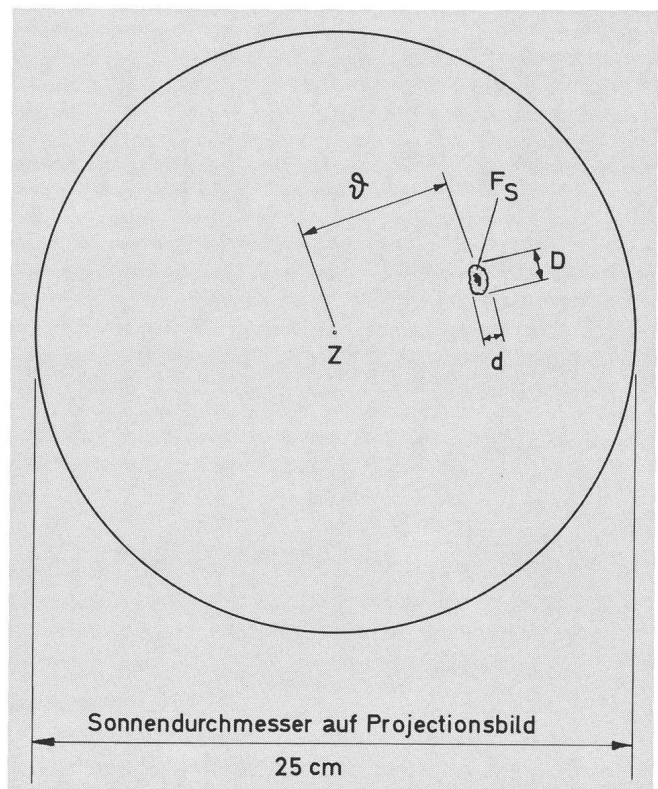 ϑ
F_S
D
Z
d
Sonnendurchmesser auf Projectionsbild
25 cm